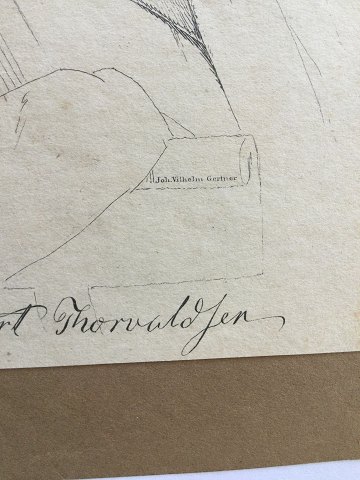 Joh. Vilhelm Gertner
rt Thorvaldsen